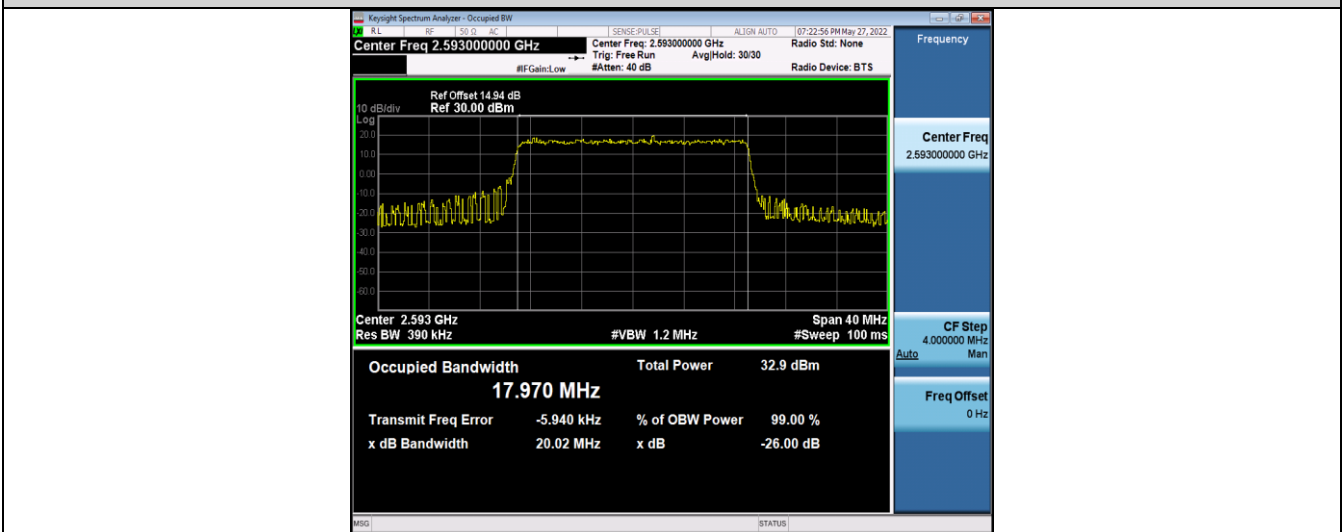 Keysight Spectrum Analyzer - Occupied BW
RL RF 50 Ω AC SENSE:PULSE ALIGN AUTO 07:22:56 PM May 27, 2022
Center Freq 2.593000000 GHz
Center Freq: 2.593000000 GHz
Radio Std: None
Trig: Free Run Avg|Hold: 30/30
#IFGain:Low
#Atten: 40 dB
Radio Device: BTS
Ref Offset 14.94 dB
10 dB/div Ref 30.00 dBm
Log
20.0
10.0
0.00
-10.0
-20.0
-30.0
-40.0
-50.0
-60.0
Center 2.593 GHz
Span 40 MHz
Res BW 390 kHz
#VBW 1.2 MHz
#Sweep 100 ms
Occupied Bandwidth
17.970 MHz
Total Power 32.9 dBm
Transmit Freq Error -5.940 kHz
% of OBW Power 99.00 %
x dB Bandwidth 20.02 MHz
x dB -26.00 dB
MSG
STATUS
Frequency
Center Freq
2.593000000 GHz
CF Step
4.000000 MHz
Auto Man
Freq Offset
0 Hz